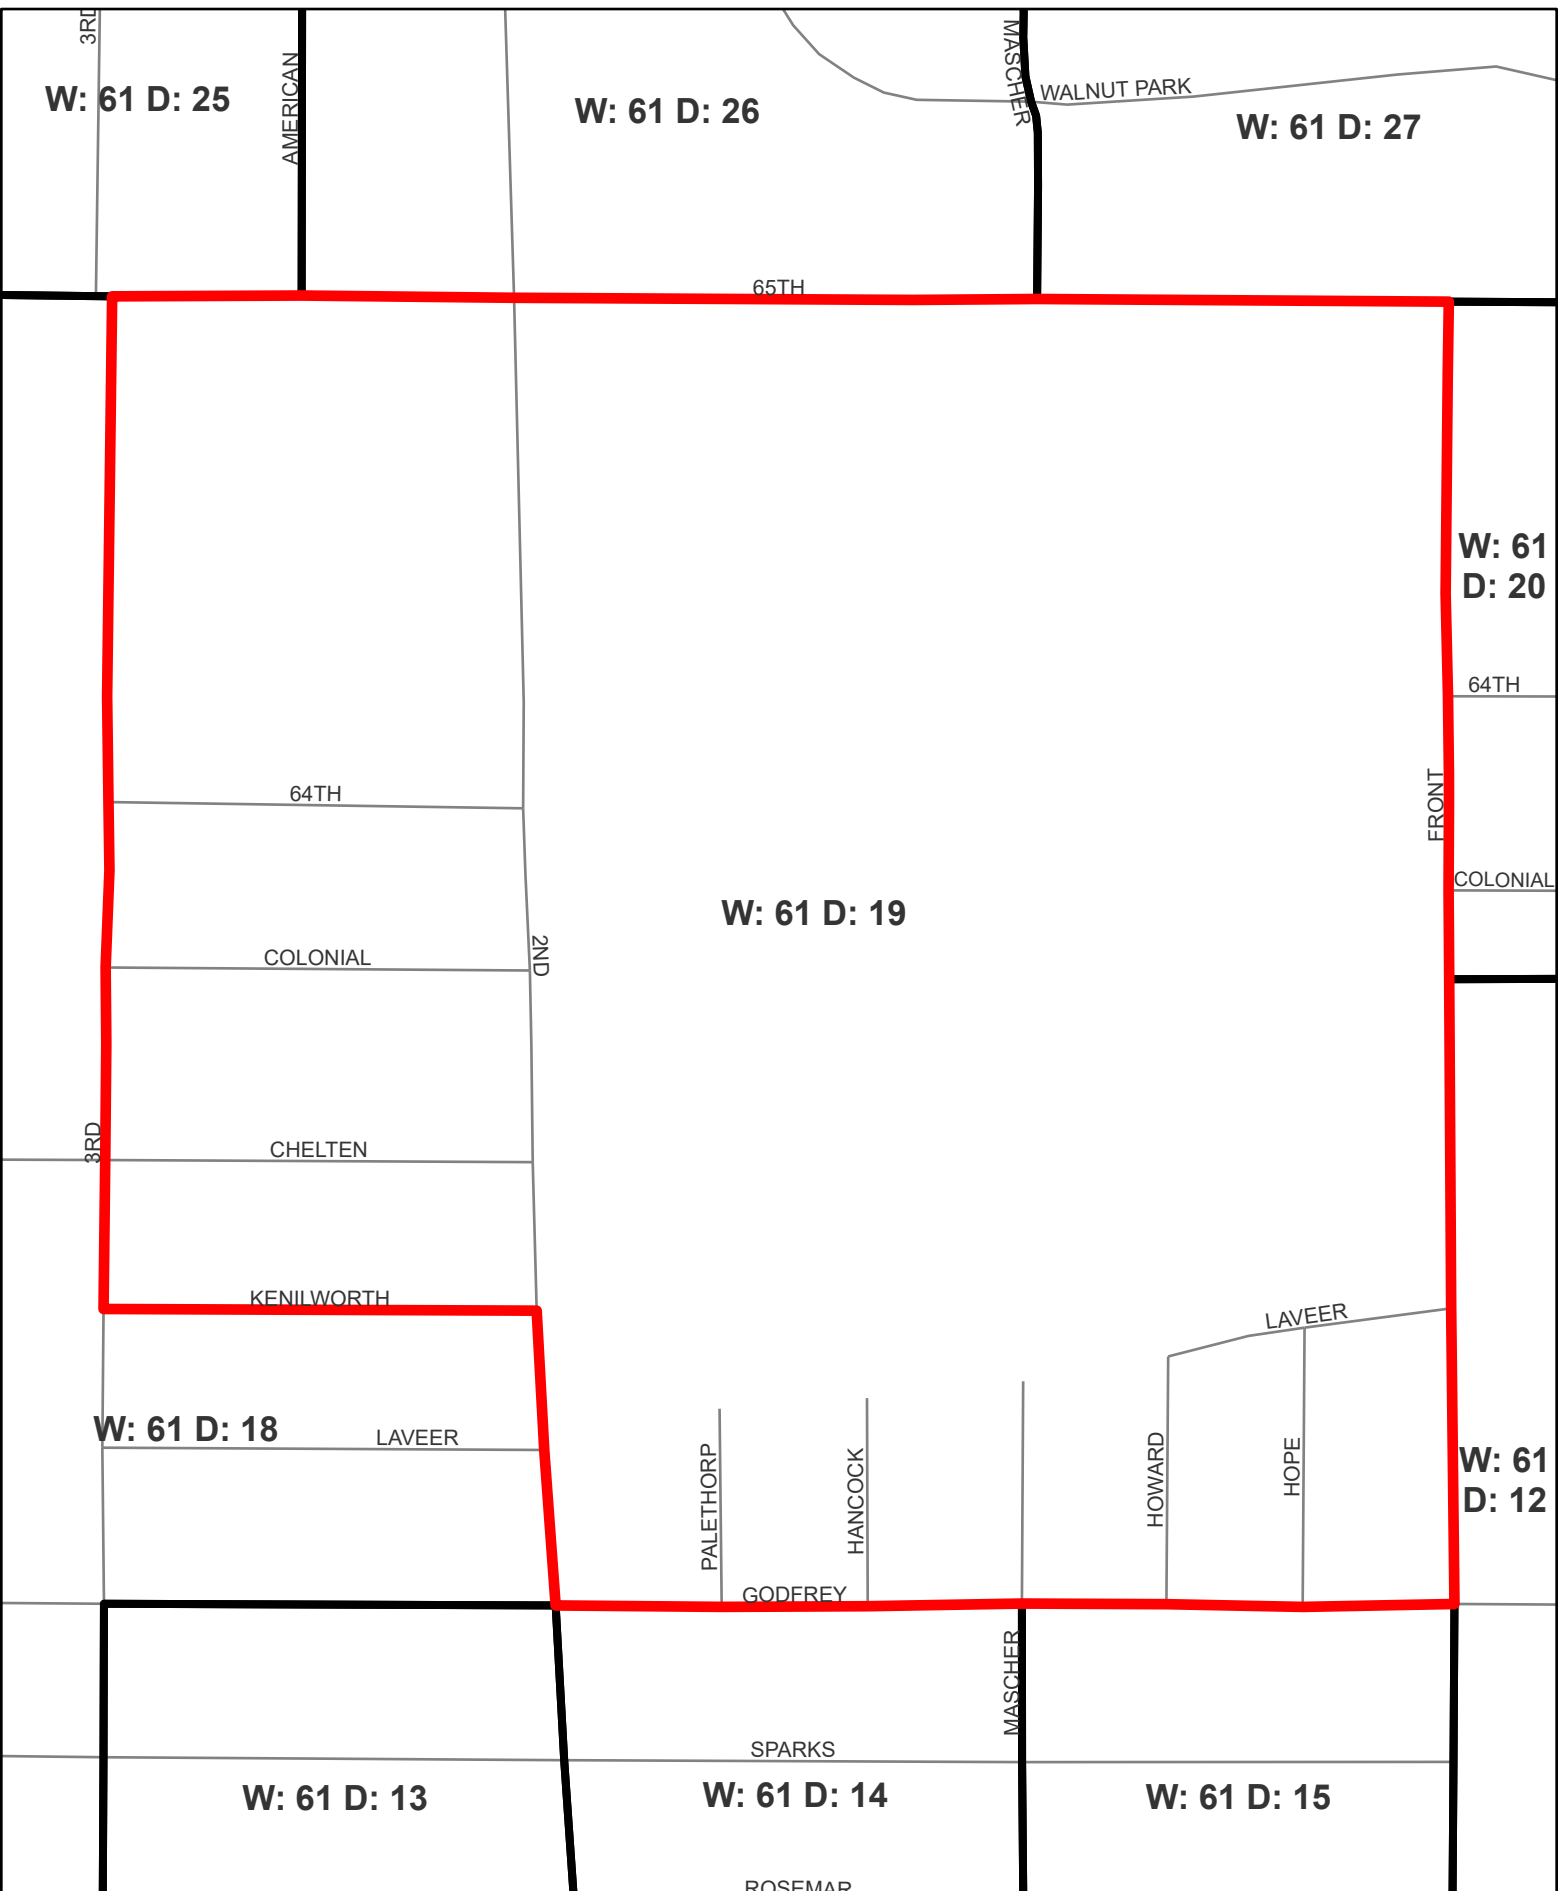 3RD
AMERICAN
MASCHER
WALNUT PARK
W: 61 D: 25
W: 61 D: 26
W: 61 D: 27
65TH
W: 61
D: 20
64TH
FRONT
64TH
COLONIAL
W: 61 D: 19
2ND
COLONIAL
3RD
CHELTEN
KENILWORTH
LAVEER
W: 61 D: 18
LAVEER
PALETHORP
HANCOCK
HOWARD
HOPE
W: 61
D: 12
GODFREY
MASCHER
SPARKS
W: 61 D: 13
W: 61 D: 14
W: 61 D: 15
ROSEMAR